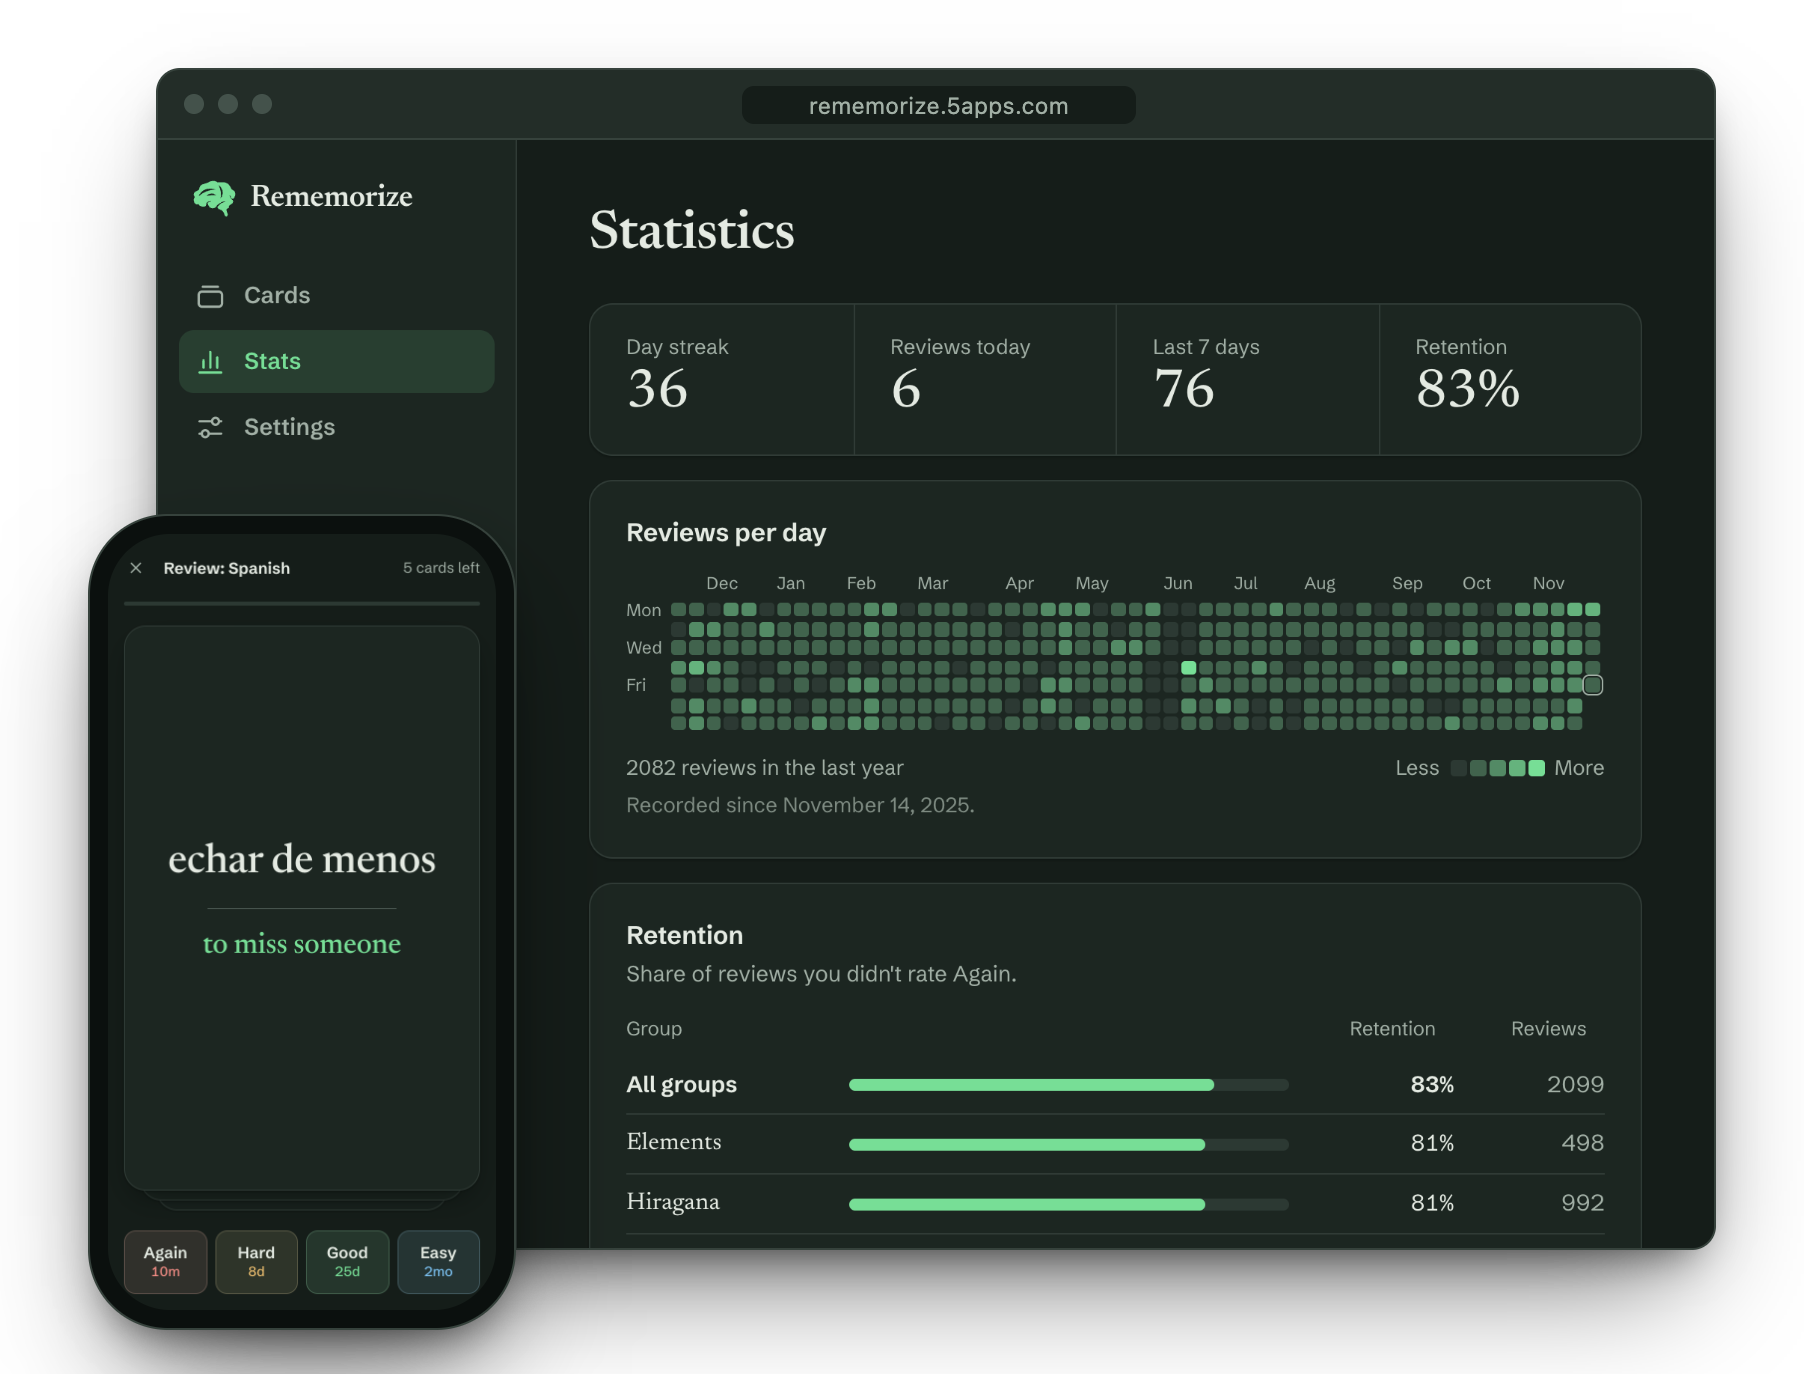 rememorize.5apps.com
Rememorize
Cards
Stats
Settings
Statistics
Day streak
36
Reviews today
6
Last 7 days
76
Retention
83%
Reviews per day
Dec Jan Feb Mar Apr May Jun Jul Aug Sep Oct Nov
Mon
Wed
Fri
2082 reviews in the last year
Less More
Recorded since November 14, 2025.
Retention
Share of reviews you didn't rate Again.
Group Retention Reviews
All groups 83% 2099
Elements 81% 498
Hiragana 81% 992
Review: Spanish 5 cards left
echar de menos
to miss someone
Again Hard Good Easy
10m 8d 25d 2mo